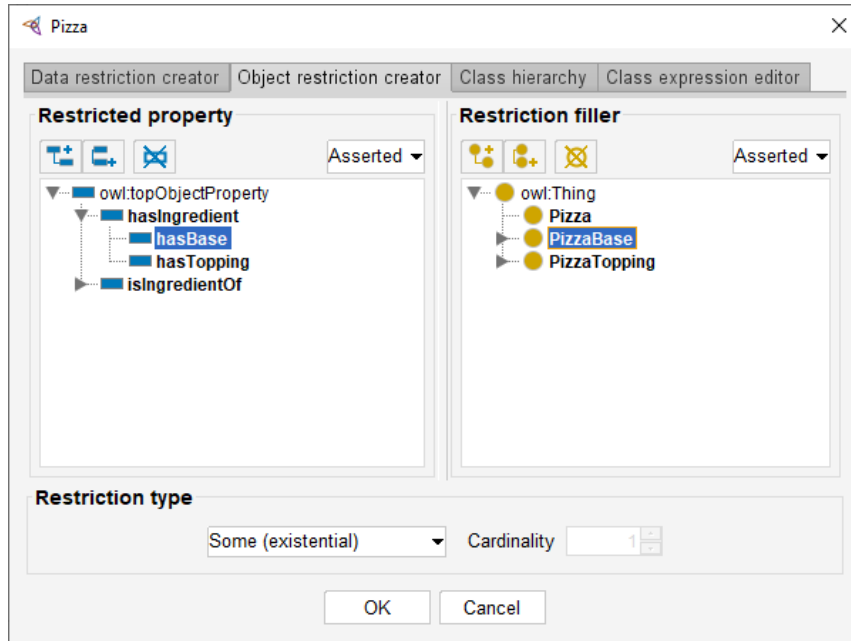 Pizza
Data restriction creator Object restriction creator Class hierarchy Class expression editor
Restricted property Restriction filler
Asserted Asserted
owl:topObjectProperty owl:Thing
hasIngredient Pizza
hasBase PizzaBase
hasTopping PizzaTopping
isIngredientOf
Restriction type
Some (existential) Cardinality 1
OK Cancel